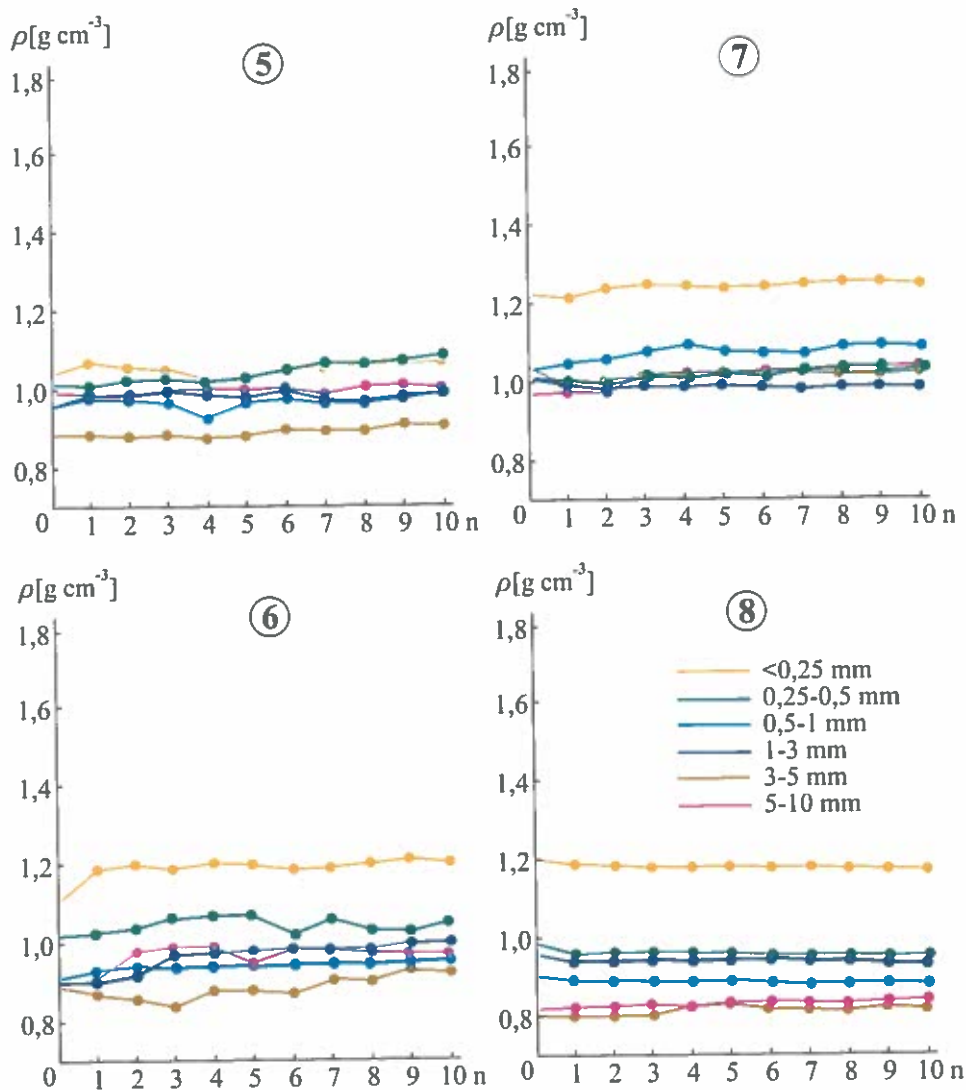 ρ[g cm⁻³]
⑤
1,8
1,6
1,4
1,2
1,0
0,8
0 1 2 3 4 5 6 7 8 9 10 n
ρ[g cm⁻³]
⑦
1,8
1,6
1,4
1,2
1,0
0,8
0 1 2 3 4 5 6 7 8 9 10 n
ρ[g cm⁻³]
⑥
1,8
1,6
1,4
1,2
1,0
0,8
0 1 2 3 4 5 6 7 8 9 10 n
ρ[g cm⁻³]
⑧
1,8
1,6
1,4
1,2
1,0
0,8
0 1 2 3 4 5 6 7 8 9 10 n
<0,25 mm
0,25-0,5 mm
0,5-1 mm
1-3 mm
3-5 mm
5-10 mm